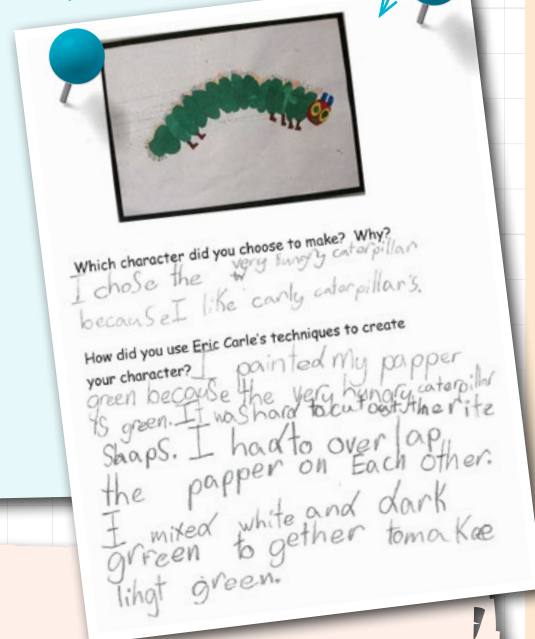 Which character did you choose to make? Why?
I chose the very hungry caterpillar
because I like carly caterpillar's.
How did you use Eric Carle's techniques to create
your character? I painted my papper
green because the very hungry caterpillar
is green. It was hard to cut out the rite
shaps. I had to over lap
the papper on Each other.
I mixed white and dark
grreen to gether to makae
lihgt green.